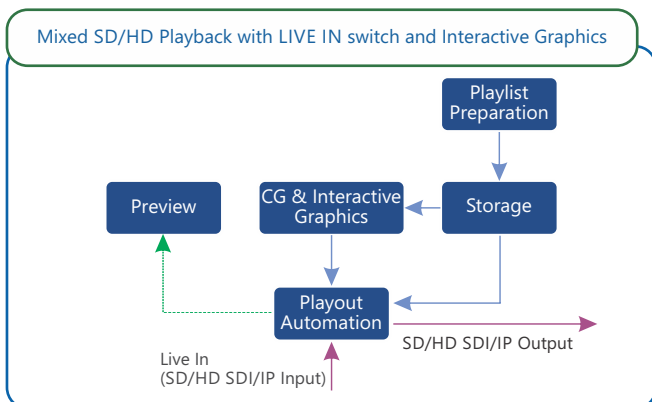 Mixed SD/HD Playback with LIVE IN switch and Interactive Graphics
Playlist
Preparation
Preview
CG & Interactive
Graphics
Storage
Playout
Automation
SD/HD SDI/IP Output
Live In
(SD/HD SDI/IP Input)